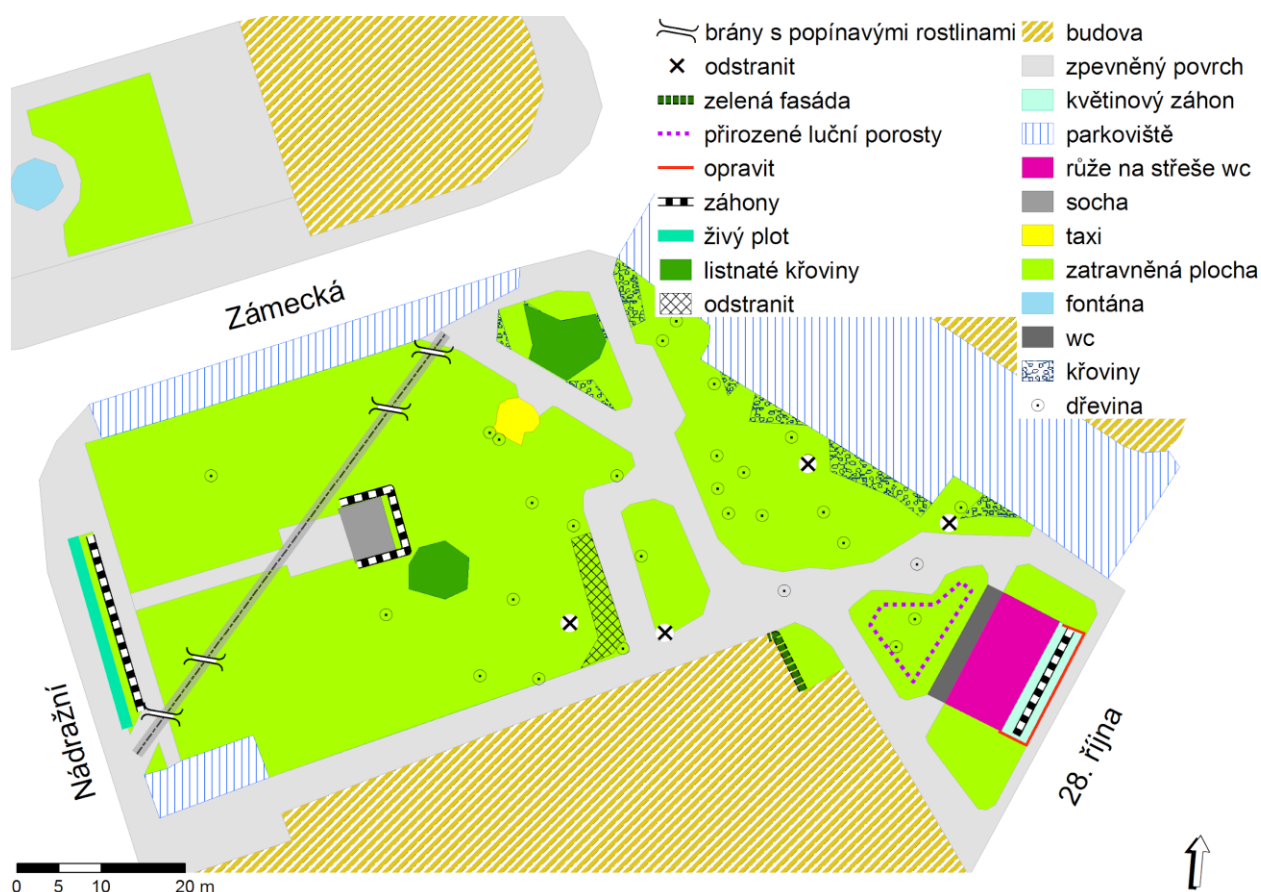 brány s popínavými rostlinami
odstranit
zelená fasáda
přirozené luční porosty
opravit
záhony
živý plot
listnaté křoviny
odstranit
budova
zpevněný povrch
květinový záhon
parkoviště
růže na střeše wc
socha
taxi
zatravněná plocha
fontána
wc
křoviny
dřevina
Zámecká
Nádražní
28. října
0 5 10 20 m